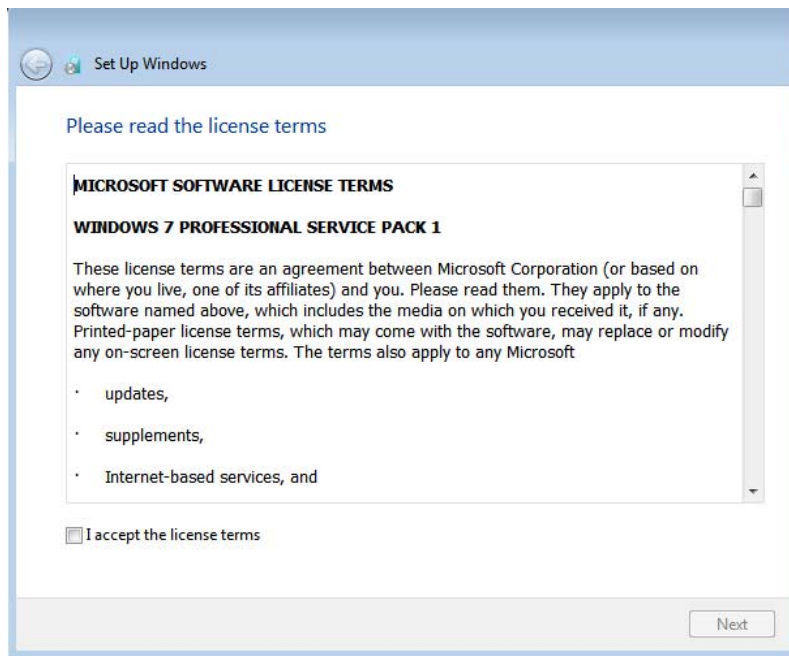 Set Up Windows
Please read the license terms
MICROSOFT SOFTWARE LICENSE TERMS
WINDOWS 7 PROFESSIONAL SERVICE PACK 1
These license terms are an agreement between Microsoft Corporation (or based on
where you live, one of its affiliates) and you. Please read them. They apply to the
software named above, which includes the media on which you received it, if any.
Printed-paper license terms, which may come with the software, may replace or modify
any on-screen license terms. The terms also apply to any Microsoft
· updates,
· supplements,
· Internet-based services, and
I accept the license terms
Next